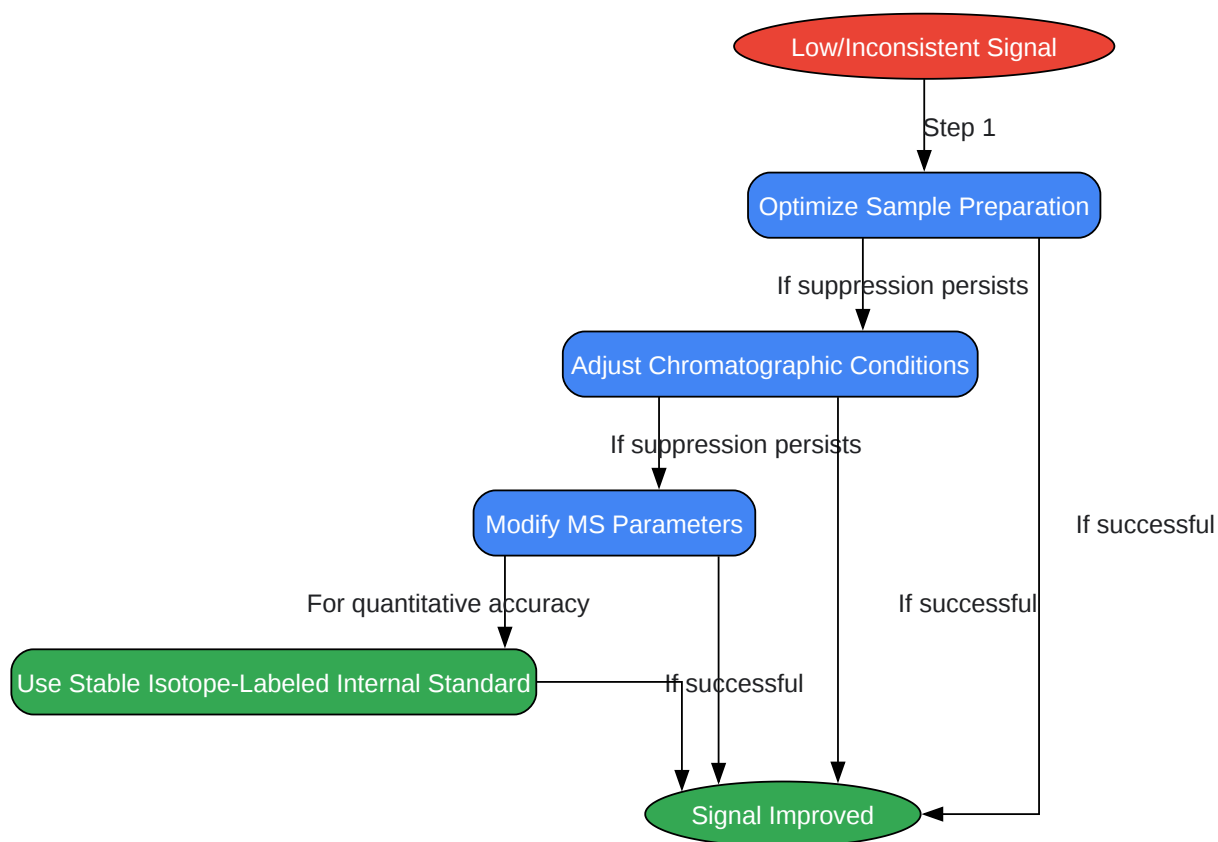 Low/Inconsistent Signal
Step 1
Optimize Sample Preparation
If suppression persists
Adjust Chromatographic Conditions
If suppression persists
Modify MS Parameters
If successful
For quantitative accuracy
If successful
Use Stable Isotope-Labeled Internal Standard
If successful
Signal Improved